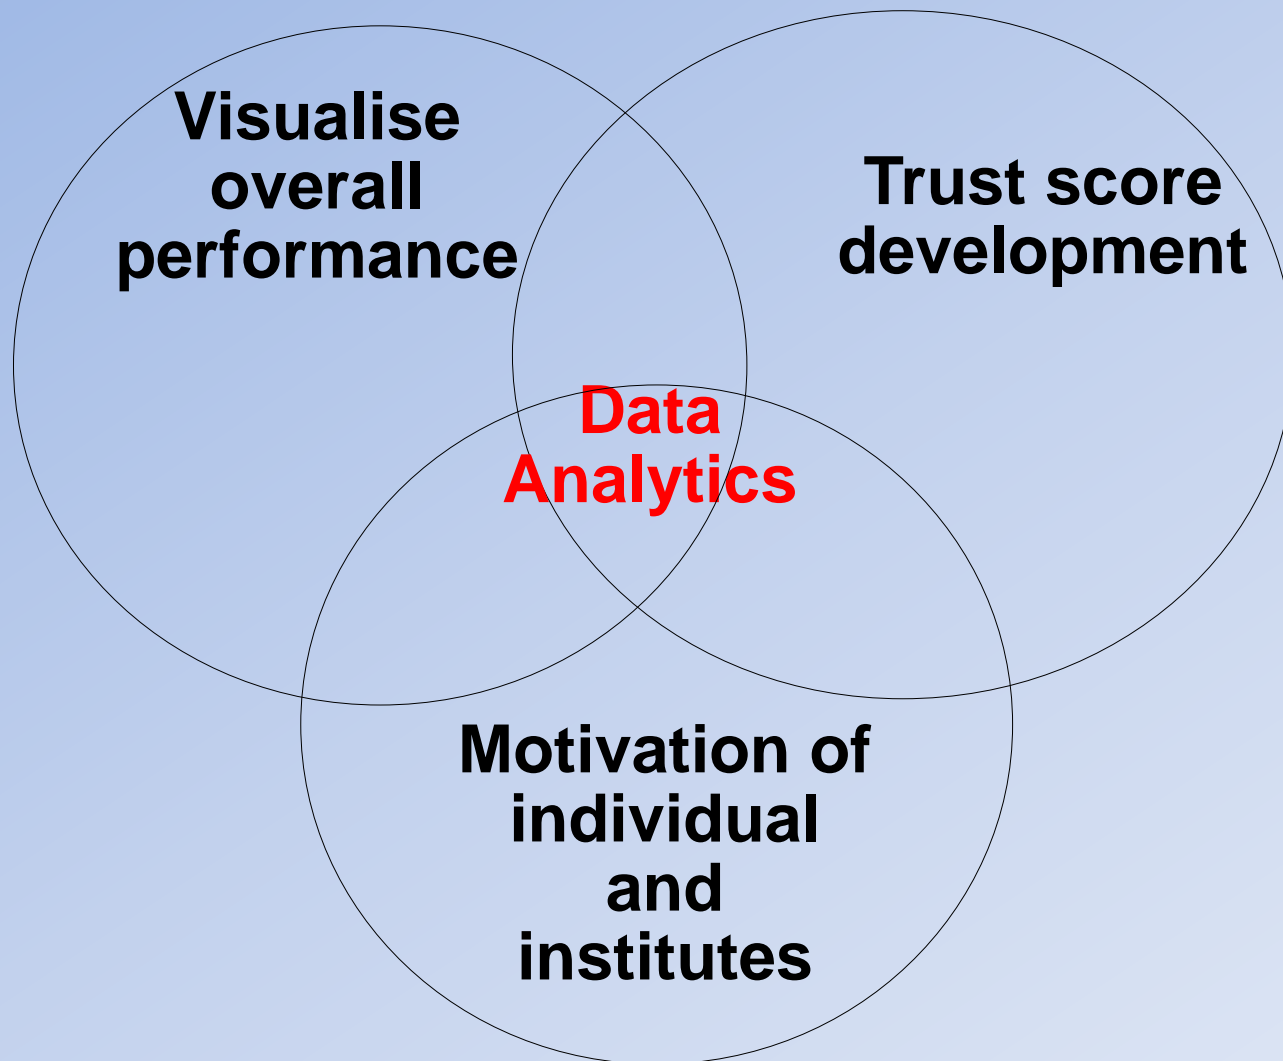 Visualise
overall
performance
Trust score
development
Data
Analytics
Motivation of
individual
and
institutes